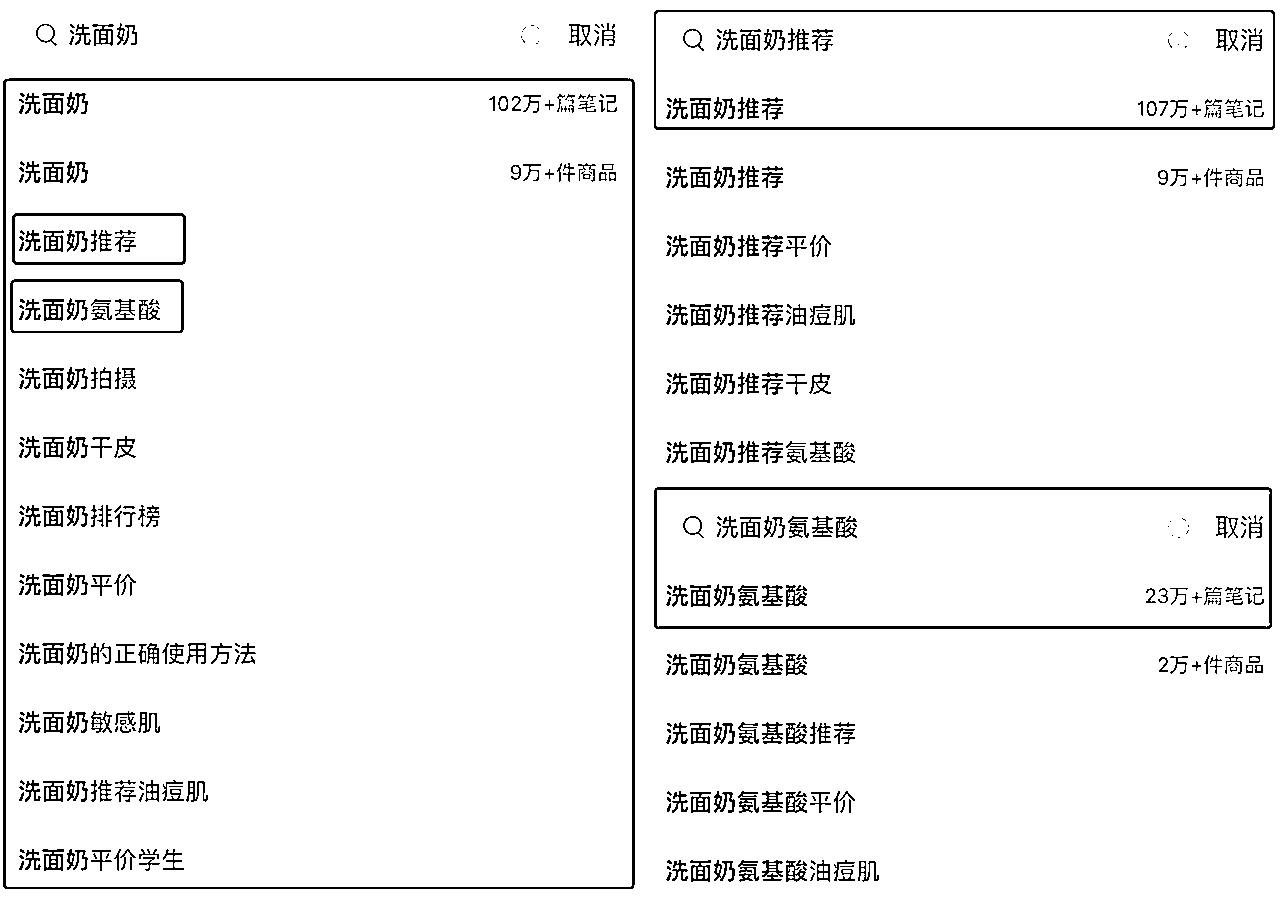 洗面奶 取消
洗面奶 102万+篇笔记
洗面奶 9万+件商品
洗面奶推荐
洗面奶氨基酸
洗面奶拍摄
洗面奶干皮
洗面奶排行榜
洗面奶平价
洗面奶的正确使用方法
洗面奶敏感肌
洗面奶推荐油痘肌
洗面奶平价学生
洗面奶推荐 取消
洗面奶推荐 107万+篇笔记
洗面奶推荐 9万+件商品
洗面奶推荐平价
洗面奶推荐油痘肌
洗面奶推荐干皮
洗面奶推荐氨基酸
洗面奶氨基酸 取消
洗面奶氨基酸 23万+篇笔记
洗面奶氨基酸 2万+件商品
洗面奶氨基酸推荐
洗面奶氨基酸平价
洗面奶氨基酸油痘肌